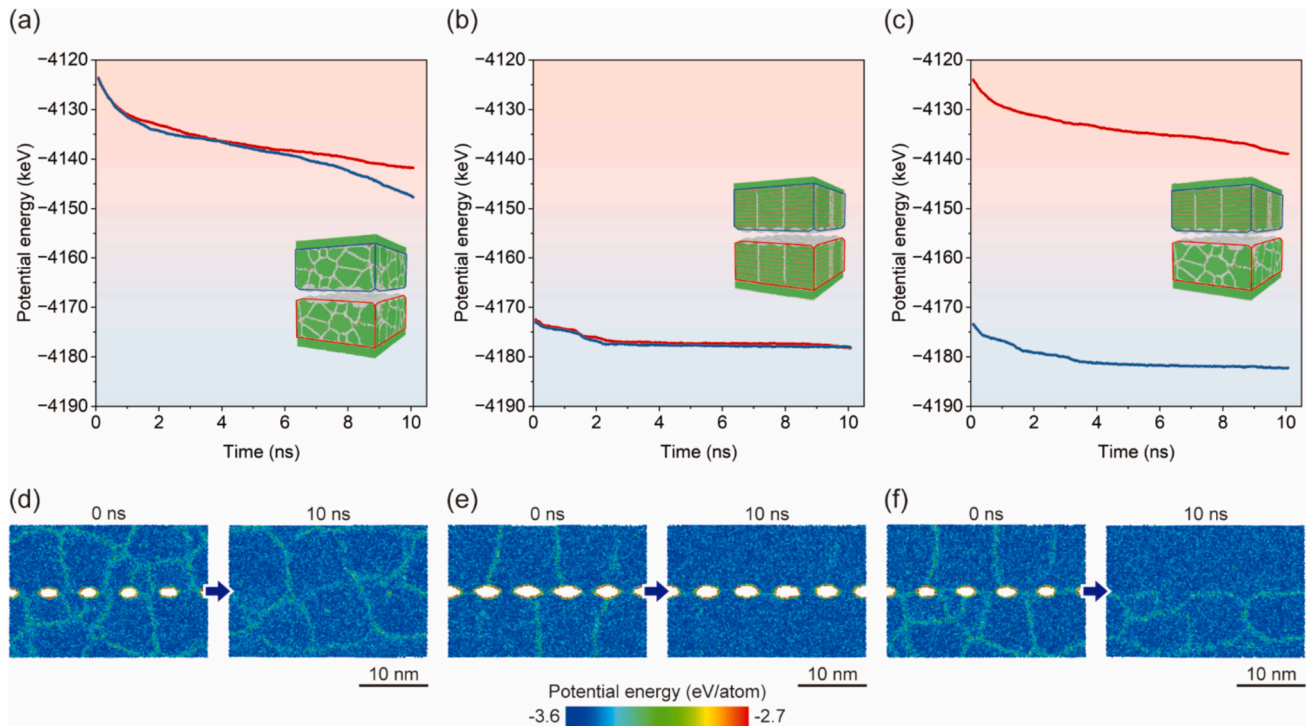 (a)
(b)
(c)
−4120
−4130
−4140
−4150
−4160
−4170
−4180
−4190
Potential energy (keV)
0 2 4 6 8 10
Time (ns)
−4120
−4130
−4140
−4150
−4160
−4170
−4180
−4190
Potential energy (keV)
0 2 4 6 8 10
Time (ns)
−4120
−4130
−4140
−4150
−4160
−4170
−4180
−4190
Potential energy (keV)
0 2 4 6 8 10
Time (ns)
(d)
0 ns
10 ns
10 nm
(e)
0 ns
10 ns
10 nm
(f)
0 ns
10 ns
10 nm
Potential energy (eV/atom)
-3.6
-2.7